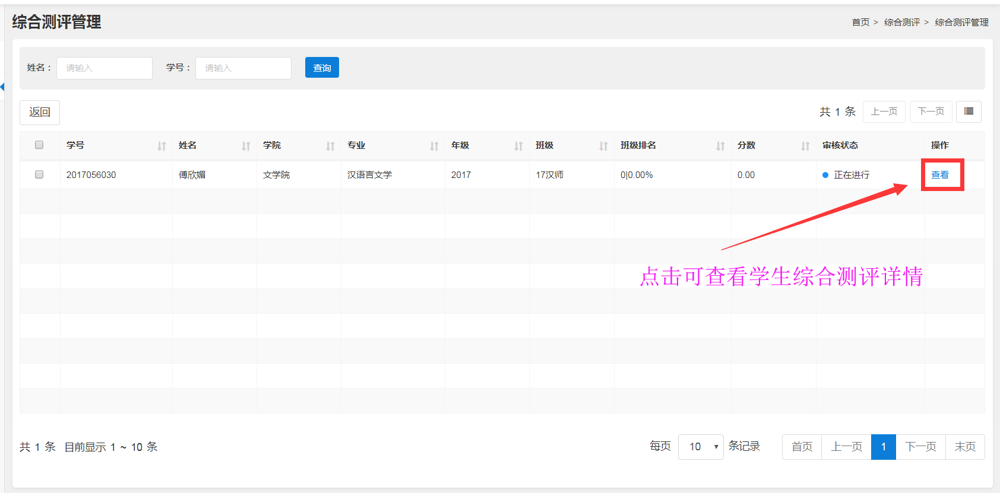 综合测评管理
首页 > 综合测评 > 综合测评管理
姓名： 请输入 学号： 请输入 查询
返回 共 1 条 上一页 下一页
学号 姓名 学院 专业 年级 班级 班级排名 分数 审核状态 操作
2017056030 傅欣媚 文学院 汉语言文学 2017 17汉师 0|0.00% 0.00 正在进行 查看
点击可查看学生综合测评详情
共 1 条 目前显示 1 ~ 10 条 每页 10 条记录 首页 上一页 1 下一页 末页